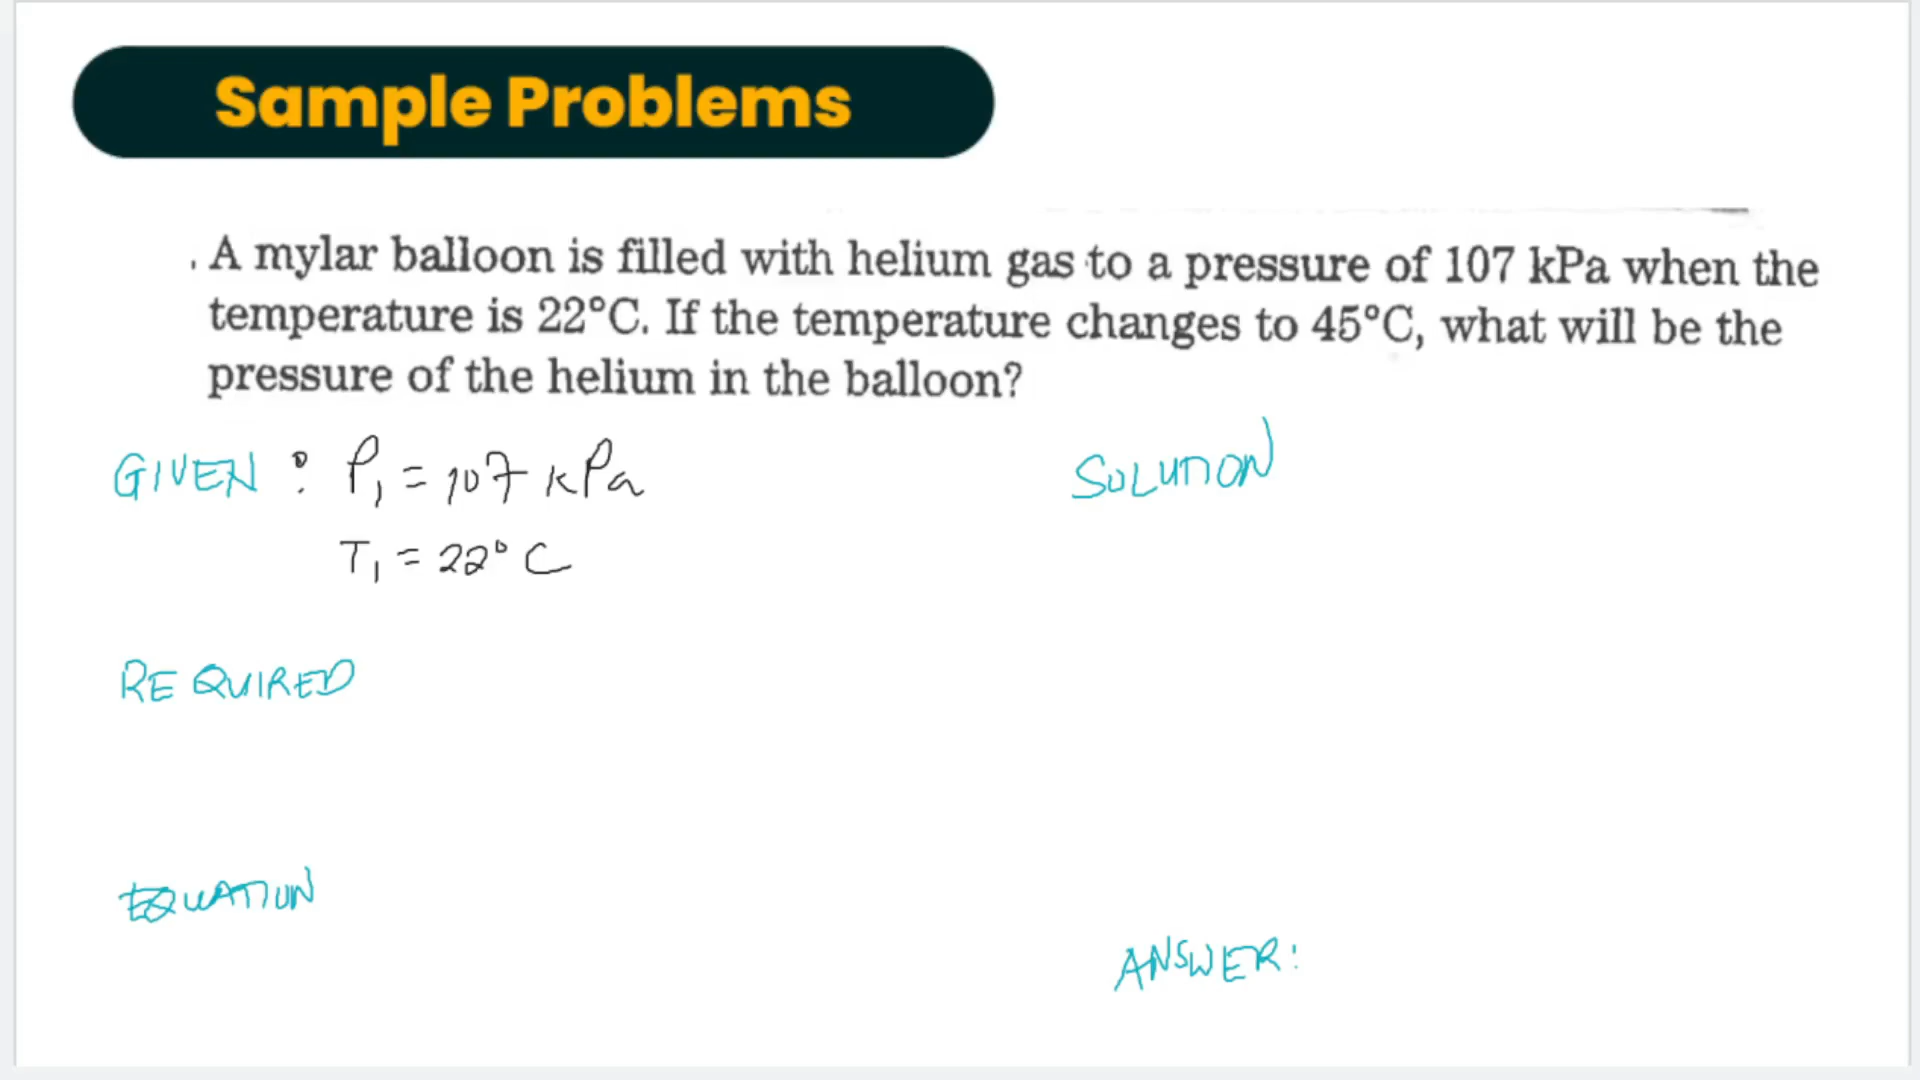 Sample Problems
. A mylar balloon is filled with helium gas to a pressure of 107 kPa when the
temperature is 22°C. If the temperature changes to 45°C, what will be the
pressure of the helium in the balloon?
GIVEN : P₁ = 107 kPa
T₁ = 22° C
SOLUTION
REQUIRED
EQUATION
ANSWER: